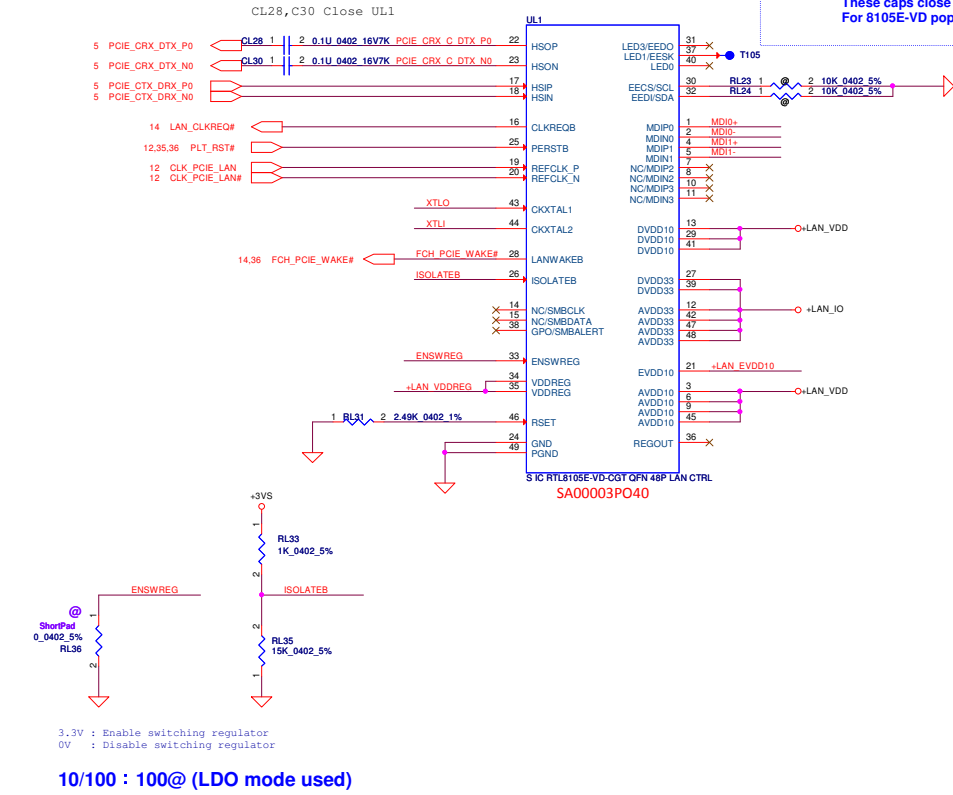 These caps close
For 8105E-VD pop
CL28,C30 Close UL1
UL1
5 PCIE_CRX_DTX_P0 CL28 1 2 0.1U_0402_16V7K PCIE_CRX_C_DTX_P0 22 HSOP
5 PCIE_CRX_DTX_N0 CL30 1 2 0.1U_0402_16V7K PCIE_CRX_C_DTX_N0 23 HSON
5 PCIE_CTX_DRX_P0 17 HSIP
5 PCIE_CTX_DRX_N0 18 HSIN
14 LAN_CLKREQ# 16 CLKREQB
12,35,36 PLT_RST# 25 PERSTB
12 CLK_PCIE_LAN 19 REFCLK_P
12 CLK_PCIE_LAN# 20 REFCLK_N
XTLO 43 CKXTAL1
XTLI 44 CKXTAL2
14,36 FCH_PCIE_WAKE# FCH_PCIE_WAKE# 28 LANWAKEB
ISOLATEB 26 ISOLATEB
14 NC/SMBCLK
15 NC/SMBDATA
38 GPO/SMBALERT
ENSWREG 33 ENSWREG
34 VDDREG
+LAN_VDDREG 35 VDDREG
1 RL31 2 2.49K_0402_1% 46 RSET
24 GND
49 PGND
LED3/EEDO 31
LED1/EESK 37 T105
LED0 40
EECS/SCL 30 RL23 1 @ 2 10K_0402_5%
EEDI/SDA 32 RL24 1 @ 2 10K_0402_5%
MDIP0 1 MDI0+
MDIN0 2 MDI0-
MDIP1 4 MDI1+
MDIN1 5 MDI1-
NC/MDIP2 7
NC/MDIN2 8
NC/MDIP3 10
NC/MDIN3 11
DVDD10 13 +LAN_VDD
DVDD10 29
DVDD10 41
DVDD33 27
DVDD33 39
AVDD33 12 +LAN_IO
AVDD33 42
AVDD33 47
AVDD33 48
EVDD10 21 +LAN_EVDD10
AVDD10 3 +LAN_VDD
AVDD10 6
AVDD10 9
AVDD10 45
REGOUT 36
S IC RTL8105E-VD-CGT QFN 48P LAN CTRL
SA00003PO40
+3VS
1
RL33
1K_0402_5%
2
ENSWREG
ISOLATEB
@
ShortPad
0_0402_5%
RL36
1
2
2
RL35
15K_0402_5%
1
3.3V : Enable switching regulator
0V : Disable switching regulator
10/100 : 100@ (LDO mode used)